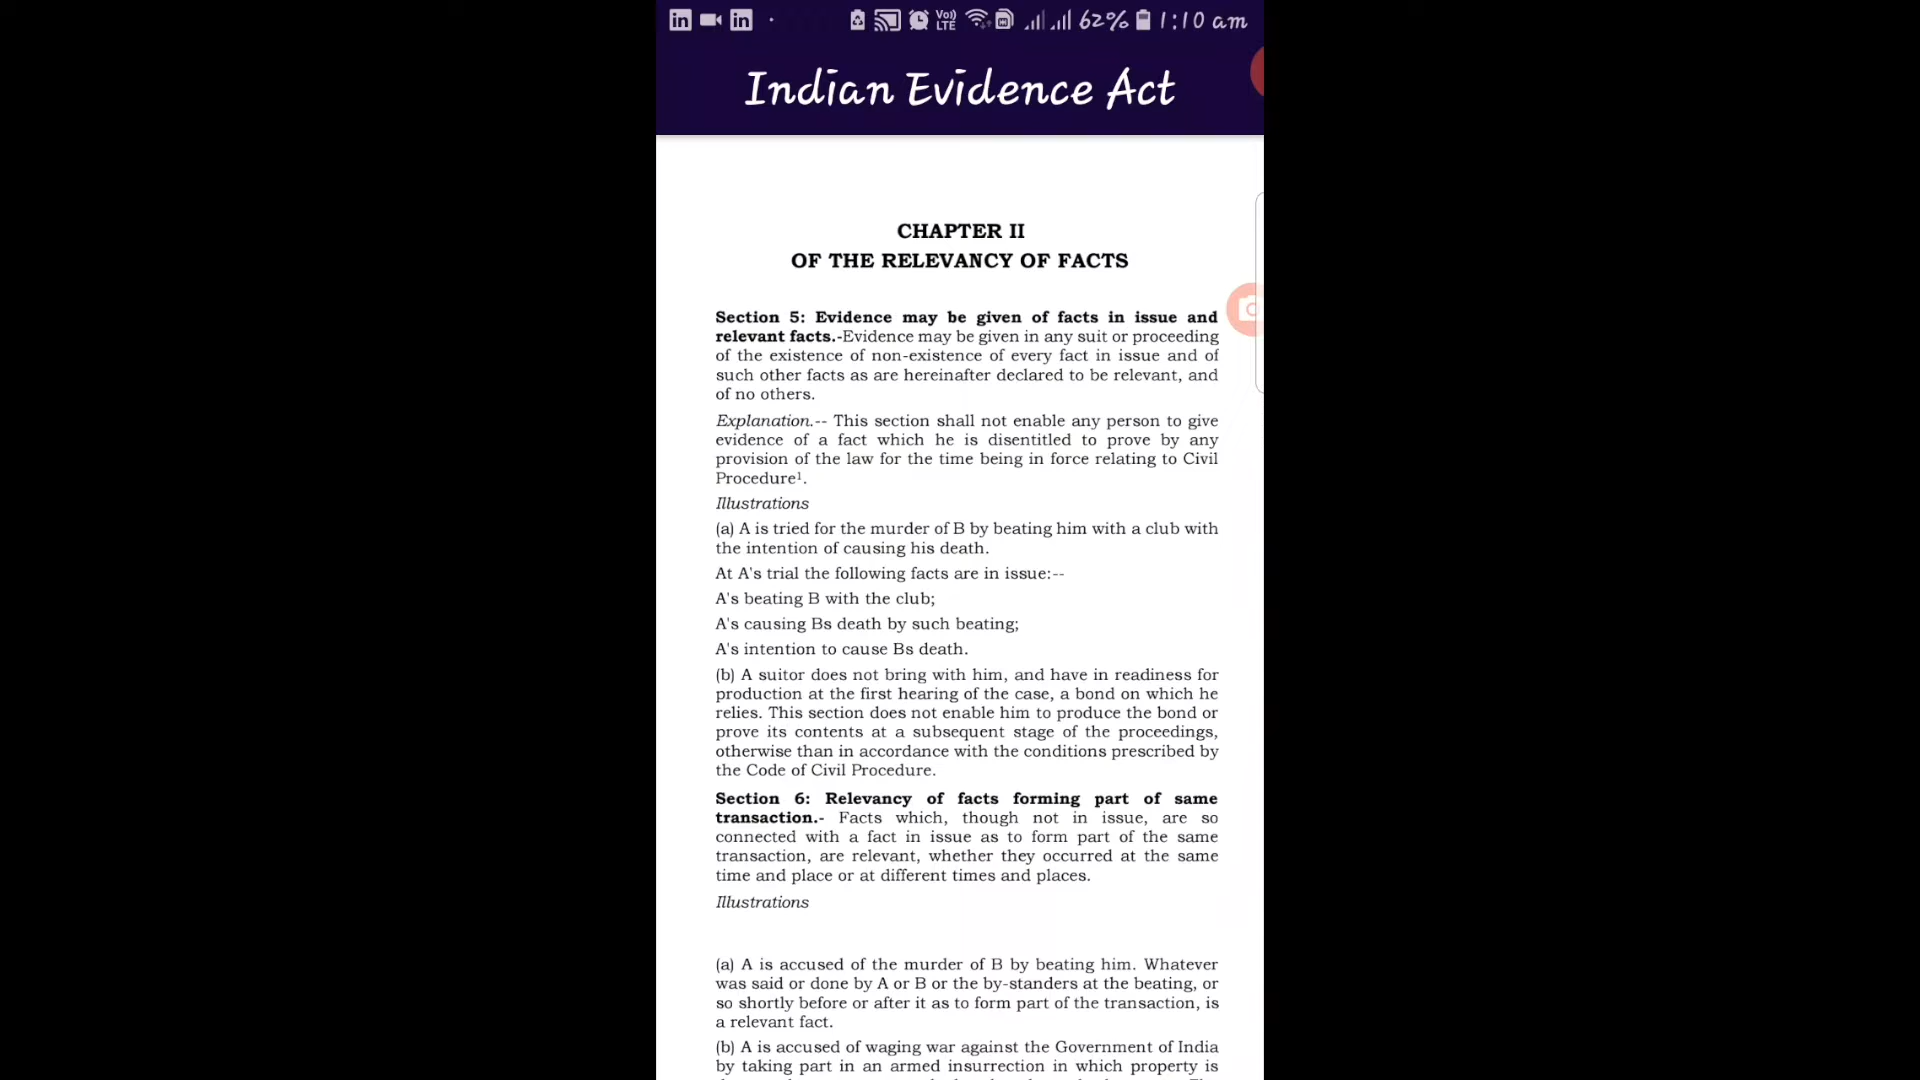 in in · Vo)) LTE 62% 1:10 am
Indian Evidence Act
CHAPTER II
OF THE RELEVANCY OF FACTS
Section 5: Evidence may be given of facts in issue and
relevant facts.-Evidence may be given in any suit or proceeding
of the existence of non-existence of every fact in issue and of
such other facts as are hereinafter declared to be relevant, and
of no others.
Explanation.-- This section shall not enable any person to give
evidence of a fact which he is disentitled to prove by any
provision of the law for the time being in force relating to Civil
Procedure¹.
Illustrations
(a) A is tried for the murder of B by beating him with a club with
the intention of causing his death.
At A's trial the following facts are in issue:--
A's beating B with the club;
A's causing Bs death by such beating;
A's intention to cause Bs death.
(b) A suitor does not bring with him, and have in readiness for
production at the first hearing of the case, a bond on which he
relies. This section does not enable him to produce the bond or
prove its contents at a subsequent stage of the proceedings,
otherwise than in accordance with the conditions prescribed by
the Code of Civil Procedure.
Section 6: Relevancy of facts forming part of same
transaction.- Facts which, though not in issue, are so
connected with a fact in issue as to form part of the same
transaction, are relevant, whether they occurred at the same
time and place or at different times and places.
Illustrations
(a) A is accused of the murder of B by beating him. Whatever
was said or done by A or B or the by-standers at the beating, or
so shortly before or after it as to form part of the transaction, is
a relevant fact.
(b) A is accused of waging war against the Government of India
by taking part in an armed insurrection in which property is